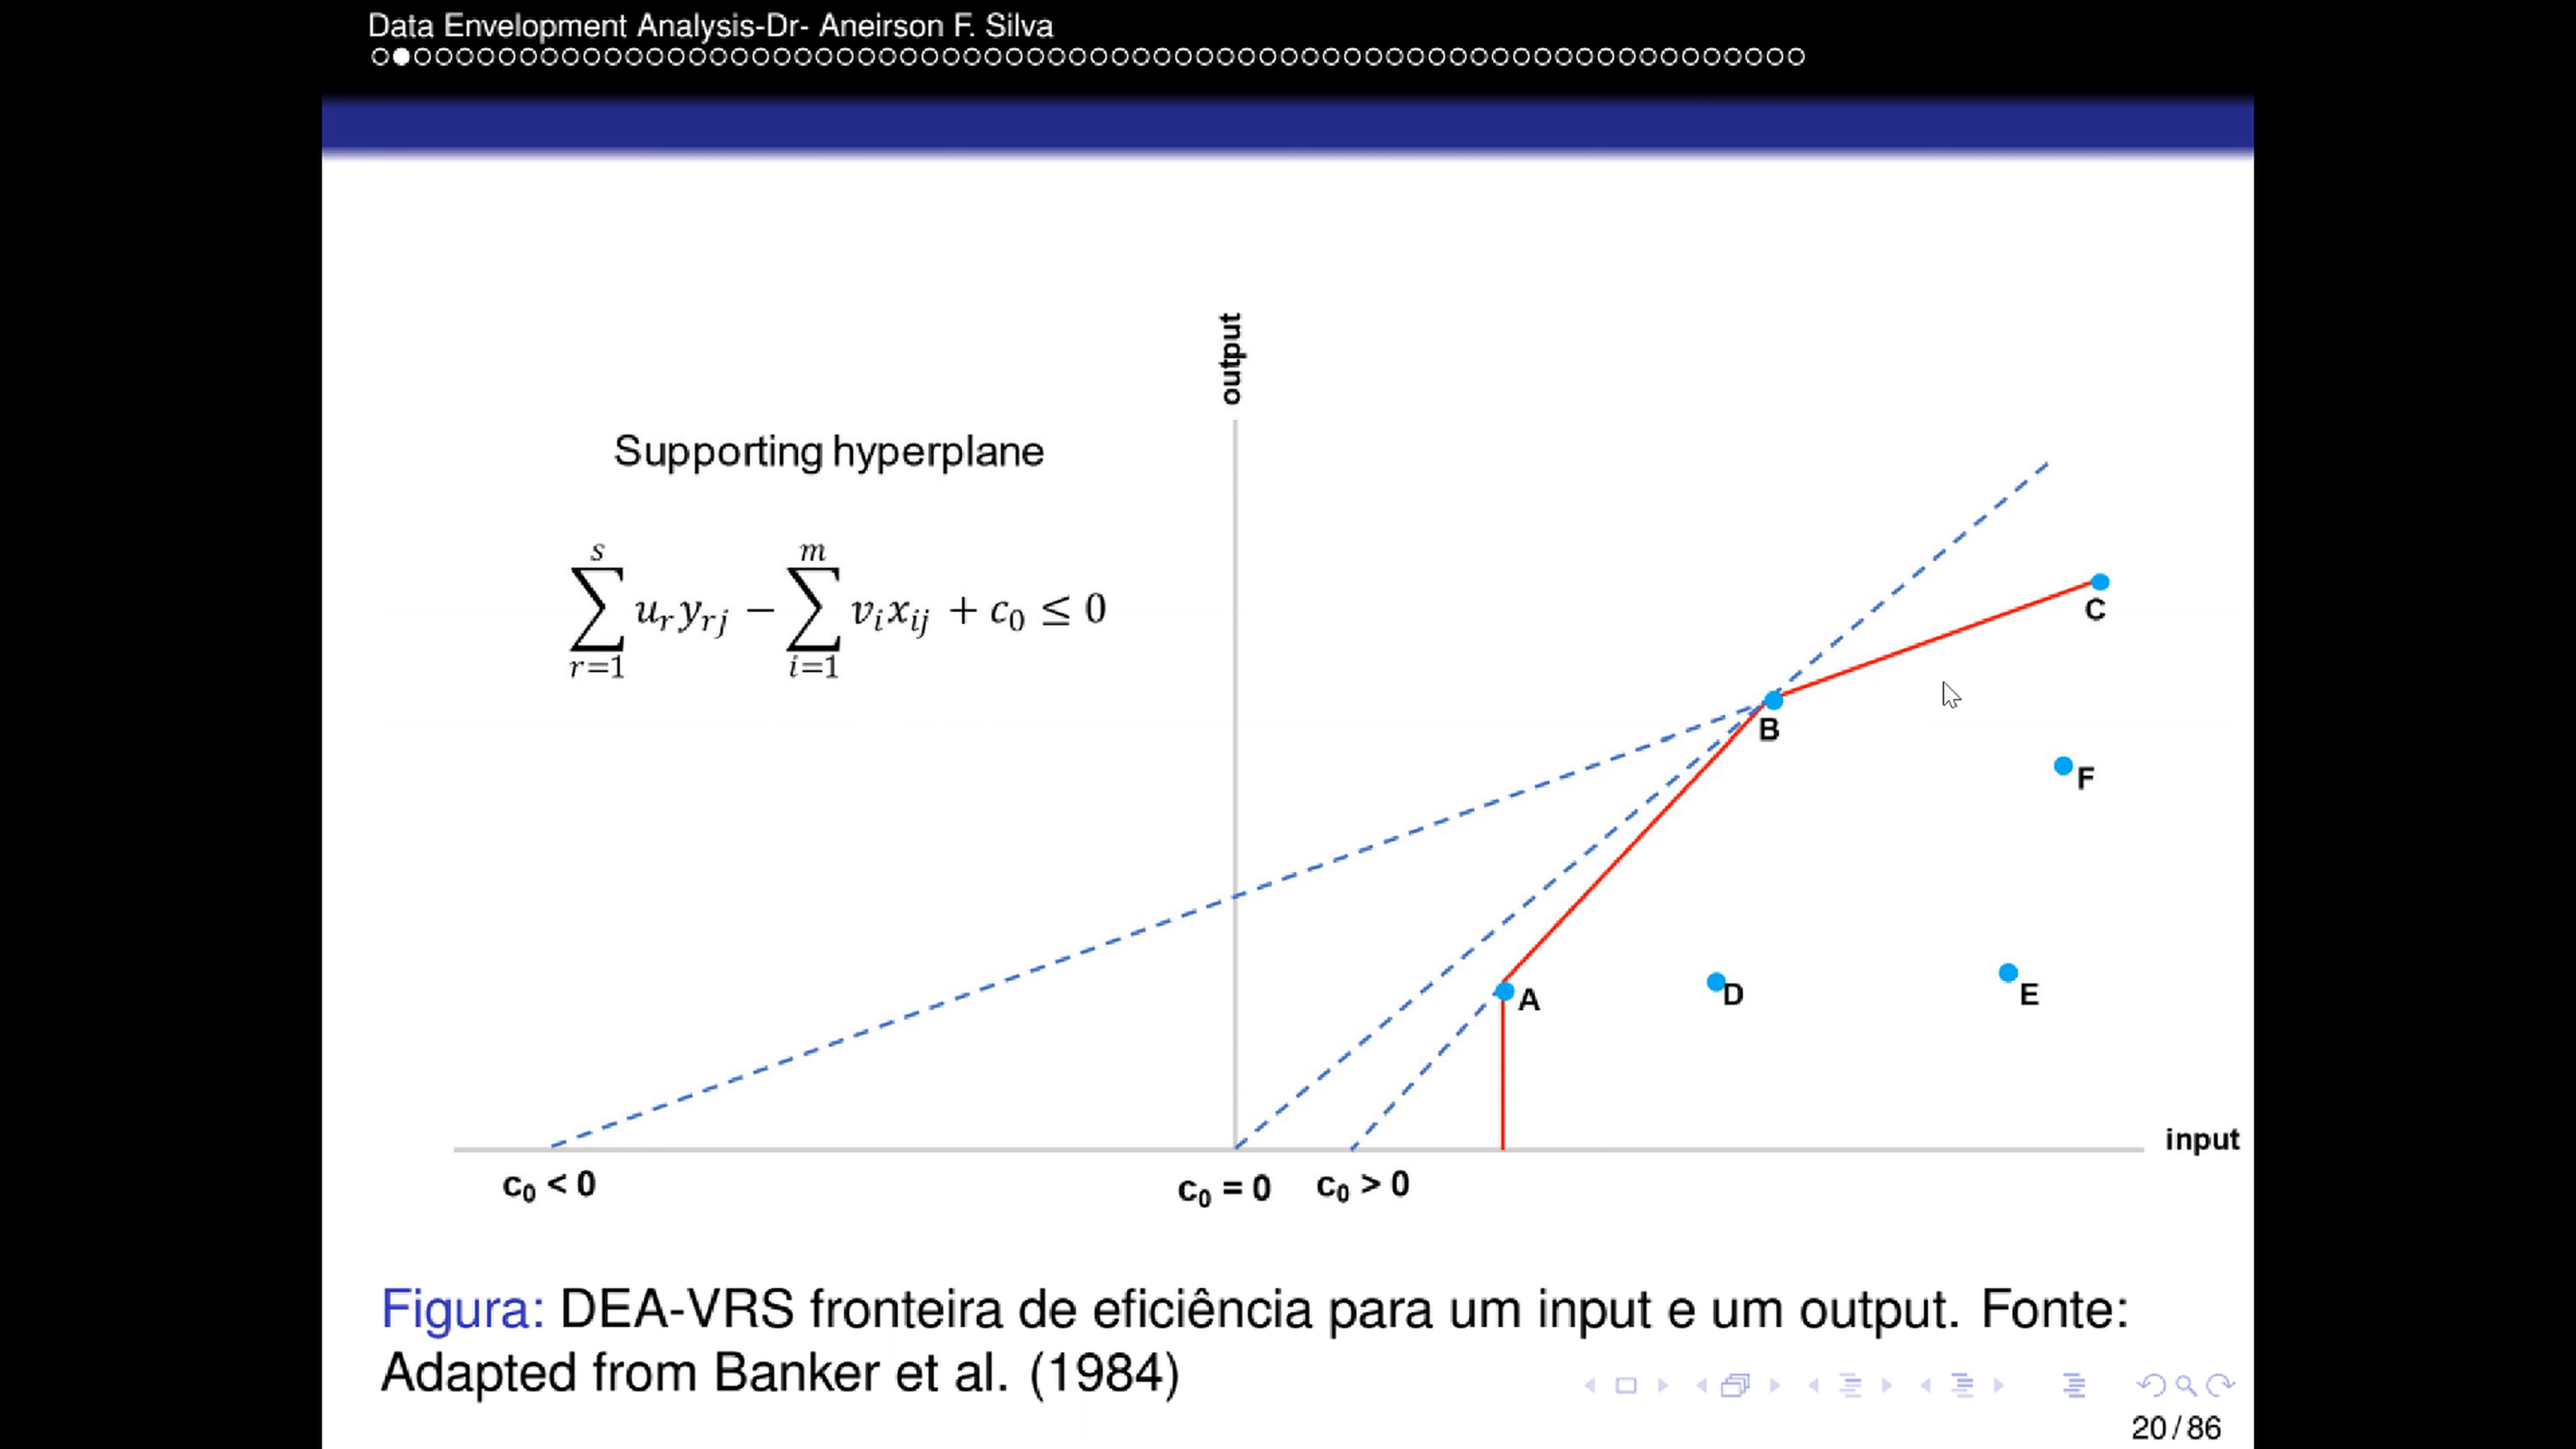 Data Envelopment Analysis-Dr- Aneirson F. Silva
output
Supporting hyperplane
\sum_{r=1}^{s} u_r y_{rj} - \sum_{i=1}^{m} v_i x_{ij} + c_0 ≤ 0
C
B
F
A
D
E
input
c₀ < 0
c₀ = 0
c₀ > 0
Figura: DEA-VRS fronteira de eficiência para um input e um output. Fonte:
Adapted from Banker et al. (1984)
20 / 86